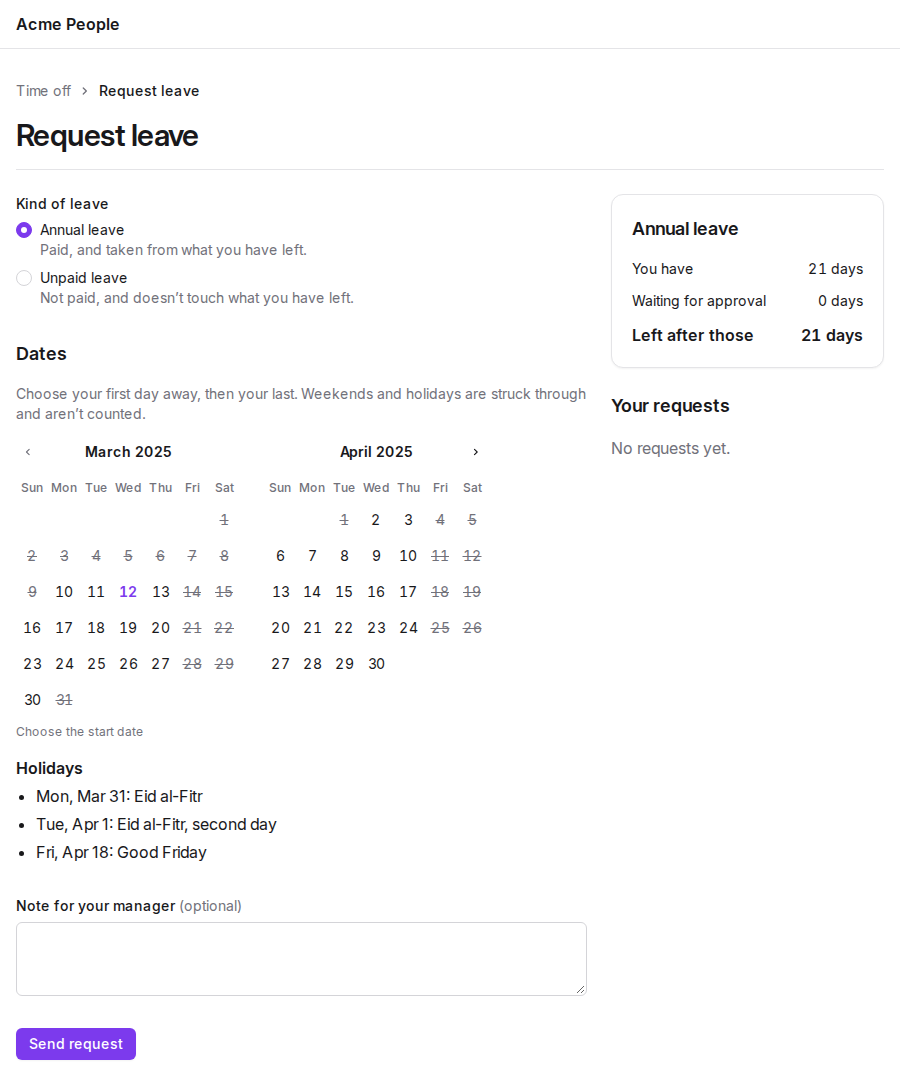 Acme People
Time off > Request leave
Request leave
Kind of leave
Annual leave
Paid, and taken from what you have left.
Unpaid leave
Not paid, and doesn’t touch what you have left.
Dates
Choose your first day away, then your last. Weekends and holidays are struck through
and aren’t counted.
March 2025
Sun Mon Tue Wed Thu Fri Sat
1
2 3 4 5 6 7 8
9 10 11 12 13 14 15
16 17 18 19 20 21 22
23 24 25 26 27 28 29
30 31
April 2025
Sun Mon Tue Wed Thu Fri Sat
1 2 3 4 5
6 7 8 9 10 11 12
13 14 15 16 17 18 19
20 21 22 23 24 25 26
27 28 29 30
Choose the start date
Holidays
Mon, Mar 31: Eid al-Fitr
Tue, Apr 1: Eid al-Fitr, second day
Fri, Apr 18: Good Friday
Note for your manager (optional)
Send request
Annual leave
You have 21 days
Waiting for approval 0 days
Left after those 21 days
Your requests
No requests yet.